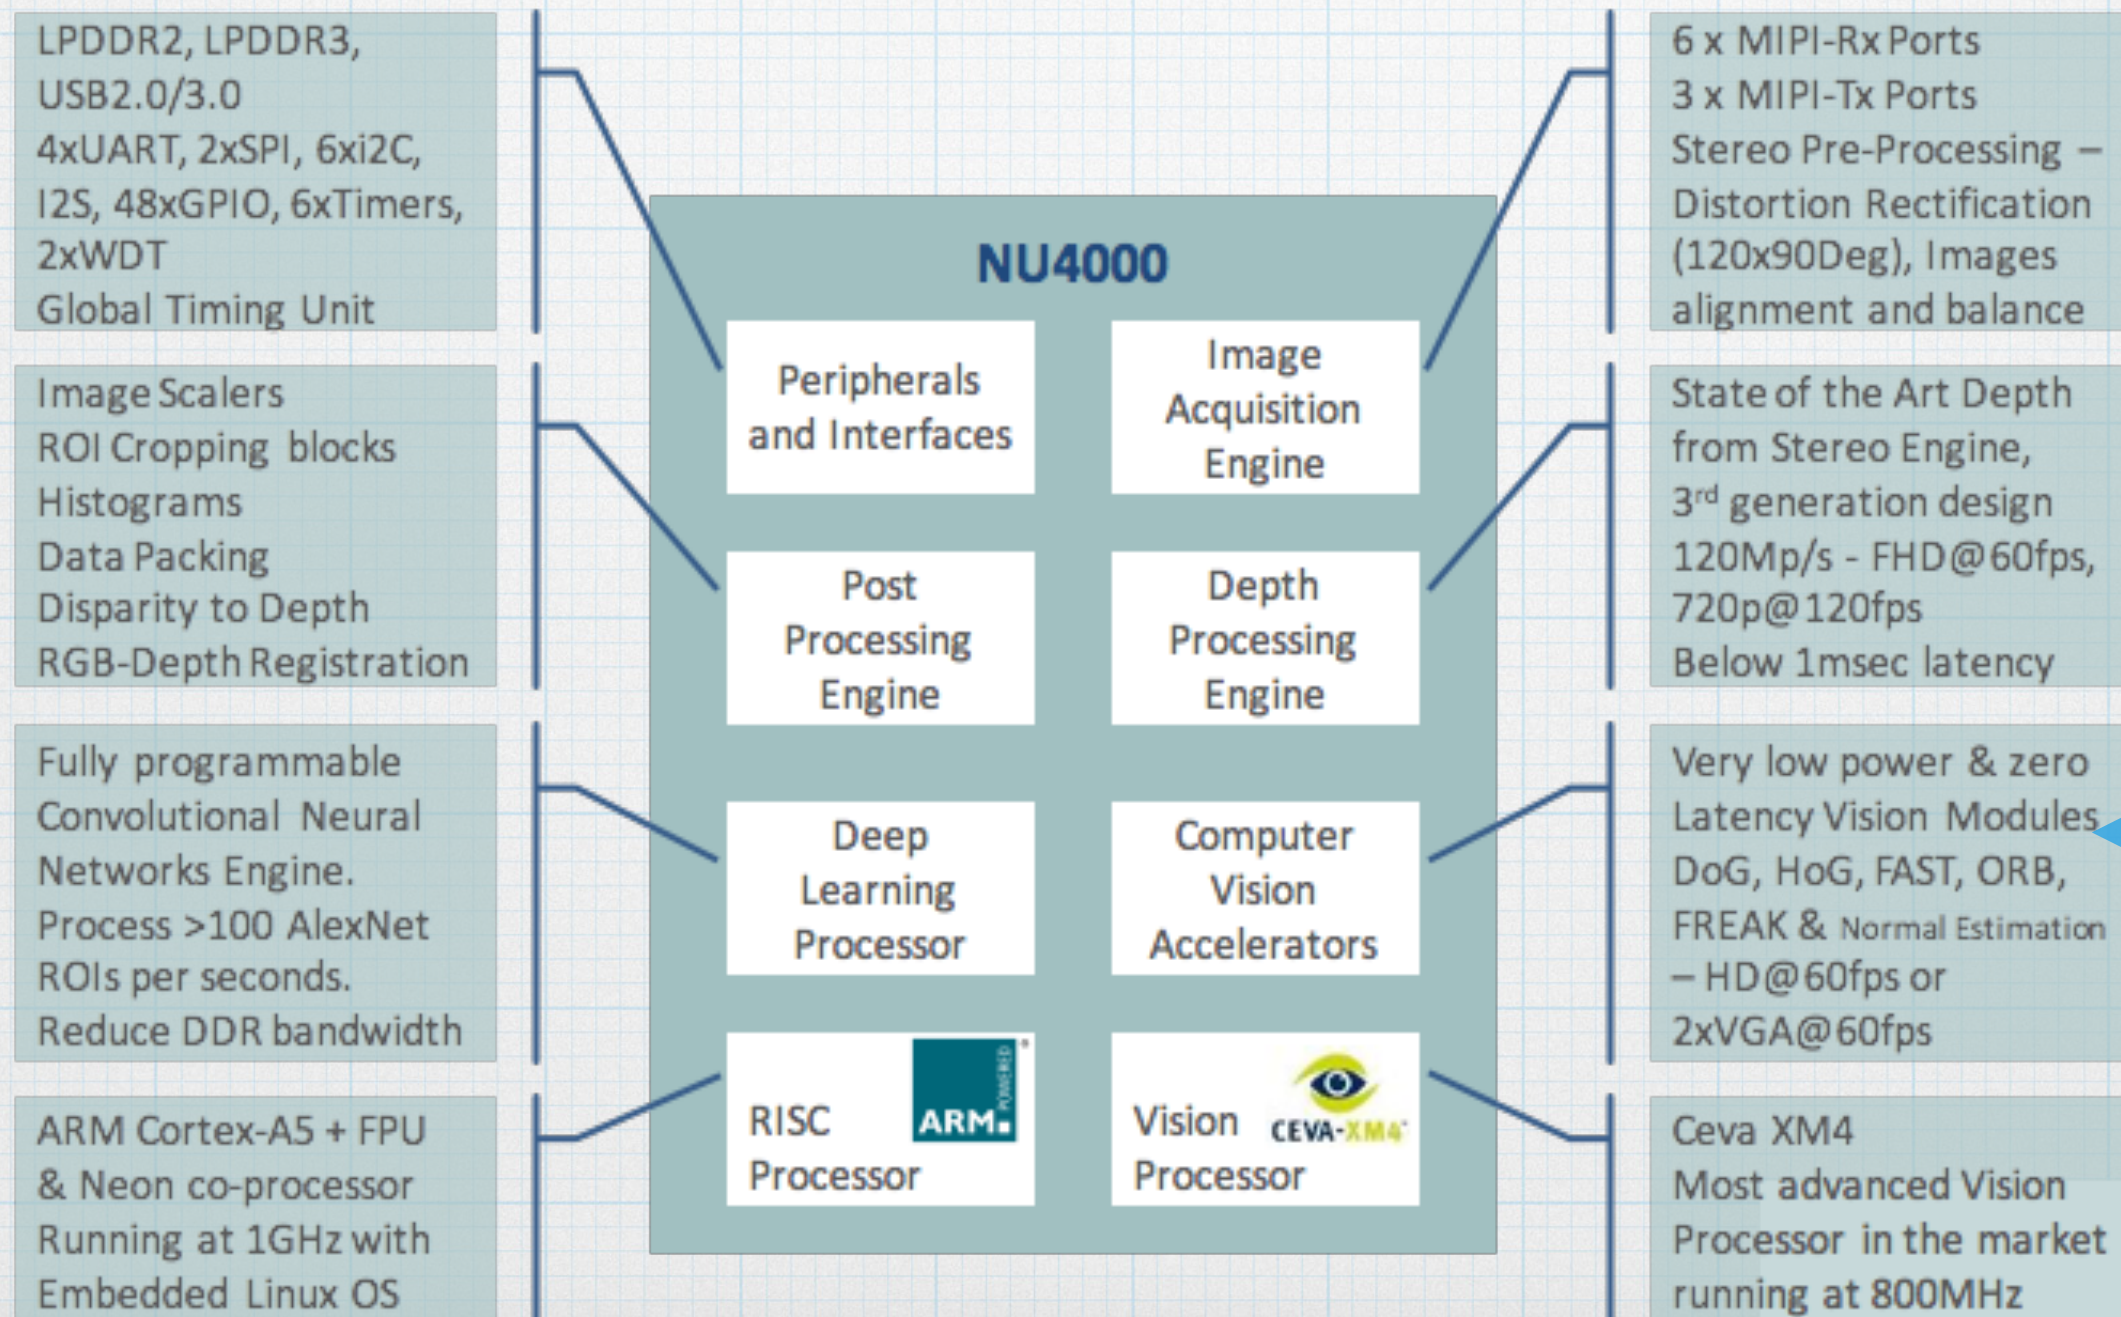 LPDDR2, LPDDR3,
USB2.0/3.0
4xUART, 2xSPI, 6xi2C,
I2S, 48xGPIO, 6xTimers,
2xWDT
Global Timing Unit
Image Scalers
ROI Cropping blocks
Histograms
Data Packing
Disparity to Depth
RGB-Depth Registration
Fully programmable
Convolutional Neural
Networks Engine.
Process >100 AlexNet
ROIs per seconds.
Reduce DDR bandwidth
ARM Cortex-A5 + FPU
& Neon co-processor
Running at 1GHz with
Embedded Linux OS
NU4000
Peripherals
and Interfaces
Image
Acquisition
Engine
Post
Processing
Engine
Depth
Processing
Engine
Deep
Learning
Processor
Computer
Vision
Accelerators
RISC
Processor
ARM
POWERED
®
Vision
Processor
CEVA-XM4™
6 x MIPI-Rx Ports
3 x MIPI-Tx Ports
Stereo Pre-Processing –
Distortion Rectification
(120x90Deg), Images
alignment and balance
State of the Art Depth
from Stereo Engine,
3rd generation design
120Mp/s - FHD@60fps,
720p@120fps
Below 1msec latency
Very low power & zero
Latency Vision Modules
DoG, HoG, FAST, ORB,
FREAK & Normal Estimation
– HD@60fps or
2xVGA@60fps
Ceva XM4
Most advanced Vision
Processor in the market
running at 800MHz